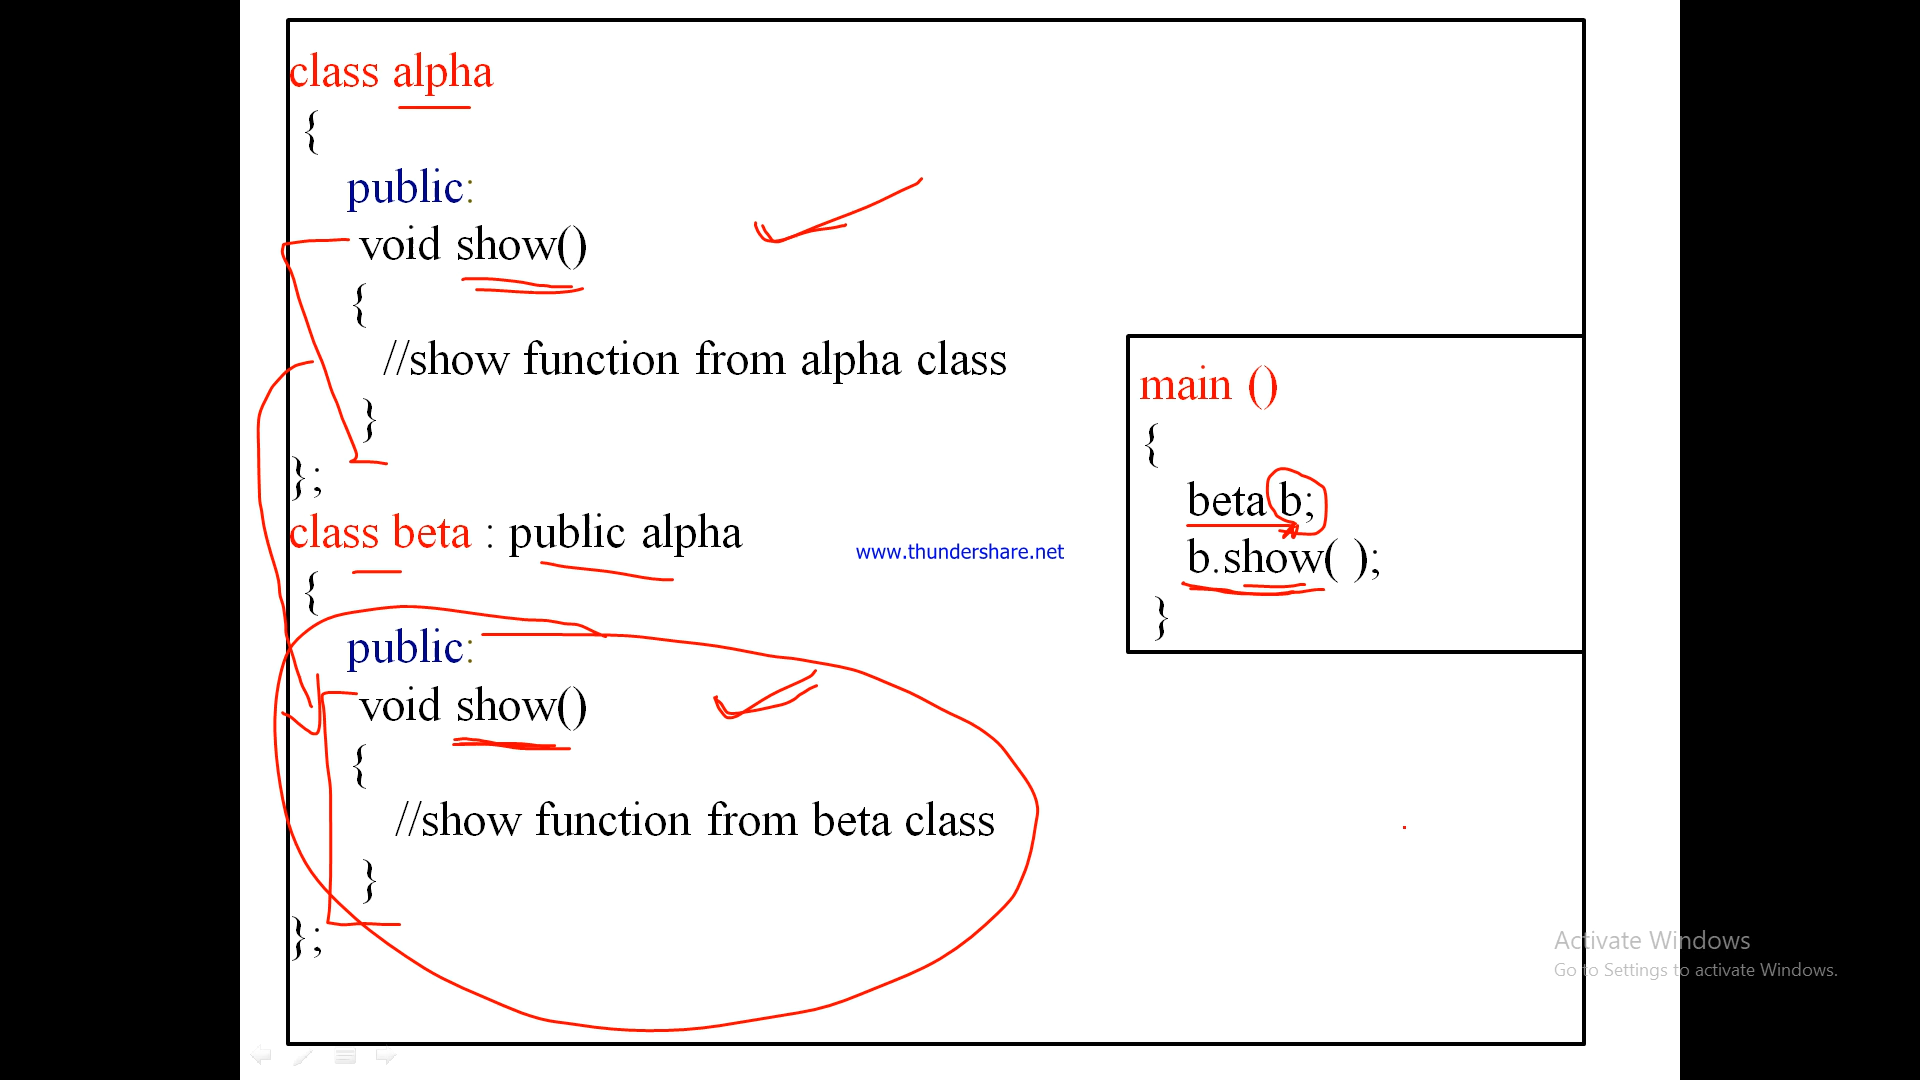 class alpha
{
public:
void show()
{
//show function from alpha class
}
};
class beta : public alpha
{
public:
void show()
{
//show function from beta class
}
};
main ()
{
beta b;
b.show( );
}
www.thundershare.net
Activate Windows
Go to Settings to activate Windows.